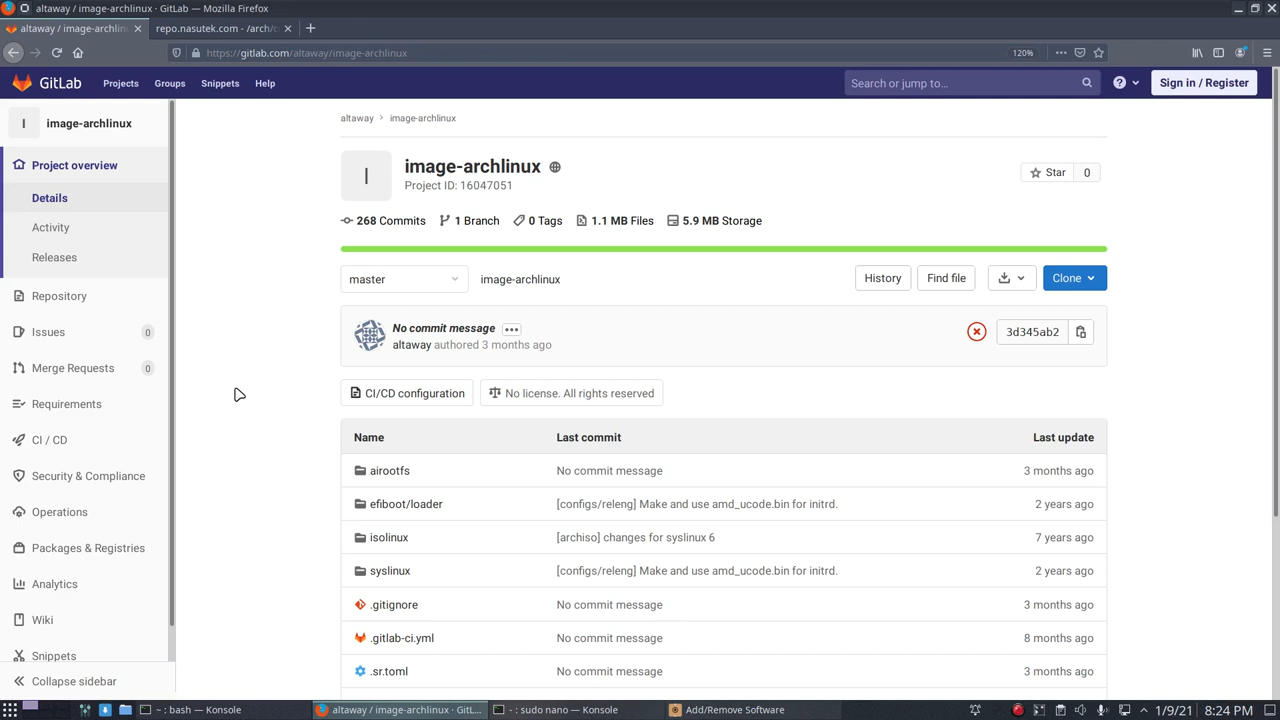 altaway / image-archlinux · GitLab — Mozilla Firefox
altaway / image-archlinux
repo.nasutek.com - /arch/c
https://gitlab.com/altaway/image-archlinux
120%
GitLab
Projects
Groups
Snippets
Help
Search or jump to...
Sign in / Register
I
image-archlinux
Project overview
Details
Activity
Releases
Repository
Issues 0
Merge Requests 0
Requirements
CI / CD
Security & Compliance
Operations
Packages & Registries
Analytics
Wiki
Snippets
Collapse sidebar
altaway > image-archlinux
I
image-archlinux
Project ID: 16047051
Star 0
268 Commits 1 Branch 0 Tags 1.1 MB Files 5.9 MB Storage
master
image-archlinux
History
Find file
Clone
No commit message
altaway authored 3 months ago
3d345ab2
CI/CD configuration
No license. All rights reserved
Name Last commit Last update
airootfs No commit message 3 months ago
efiboot/loader [configs/releng] Make and use amd_ucode.bin for initrd. 2 years ago
isolinux [archiso] changes for syslinux 6 7 years ago
syslinux [configs/releng] Make and use amd_ucode.bin for initrd. 2 years ago
.gitignore No commit message 3 months ago
.gitlab-ci.yml No commit message 8 months ago
.sr.toml No commit message 3 months ago
~ : bash — Konsole
altaway / image-archlinux · GitL...
~ : sudo nano — Konsole
Add/Remove Software
8:24 PM 1/9/21